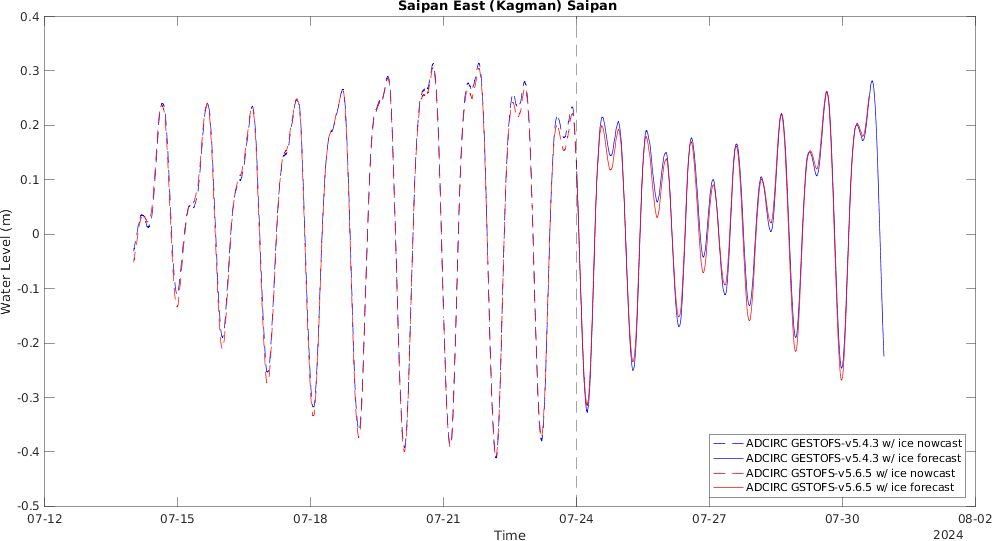 Saipan East (Kagman) Saipan
0.4
0.3
0.2
0.1
0
-0.1
-0.2
-0.3
-0.4
-0.5
Water Level (m)
07-12 07-15 07-18 07-21 07-24 07-27 07-30 08-02
Time
2024
ADCIRC GESTOFS-v5.4.3 w/ ice nowcast
ADCIRC GESTOFS-v5.4.3 w/ ice forecast
ADCIRC GSTOFS-v5.6.5 w/ ice nowcast
ADCIRC GSTOFS-v5.6.5 w/ ice forecast